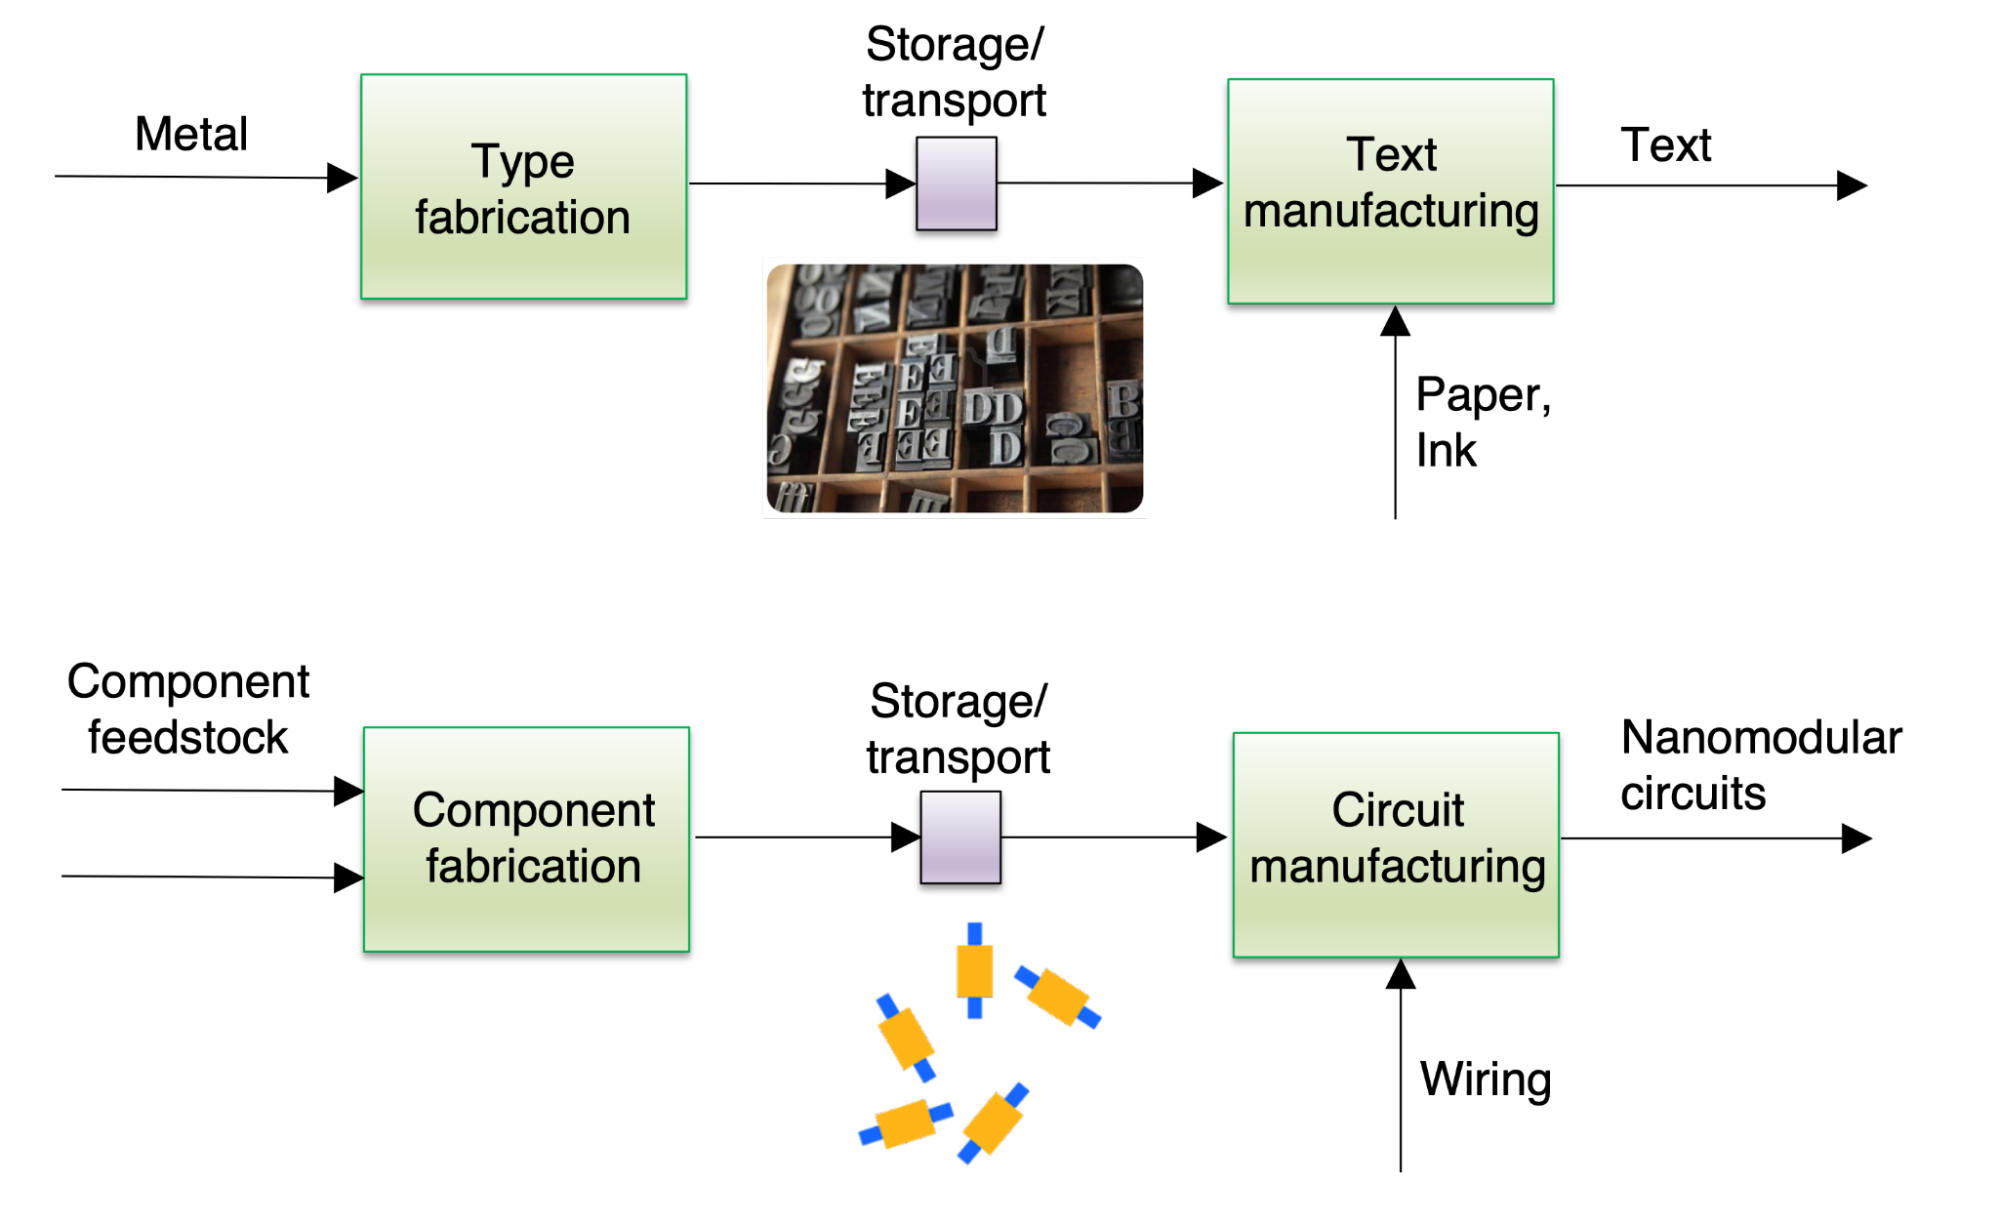 Storage/
transport
Metal
Type
fabrication
Text
manufacturing
Text
Paper,
Ink
E
D
E
E
E
DD
B
E
E
D
C
E
E
E
C
Component
feedstock
Storage/
transport
Component
fabrication
Circuit
manufacturing
Nanomodular
circuits
Wiring